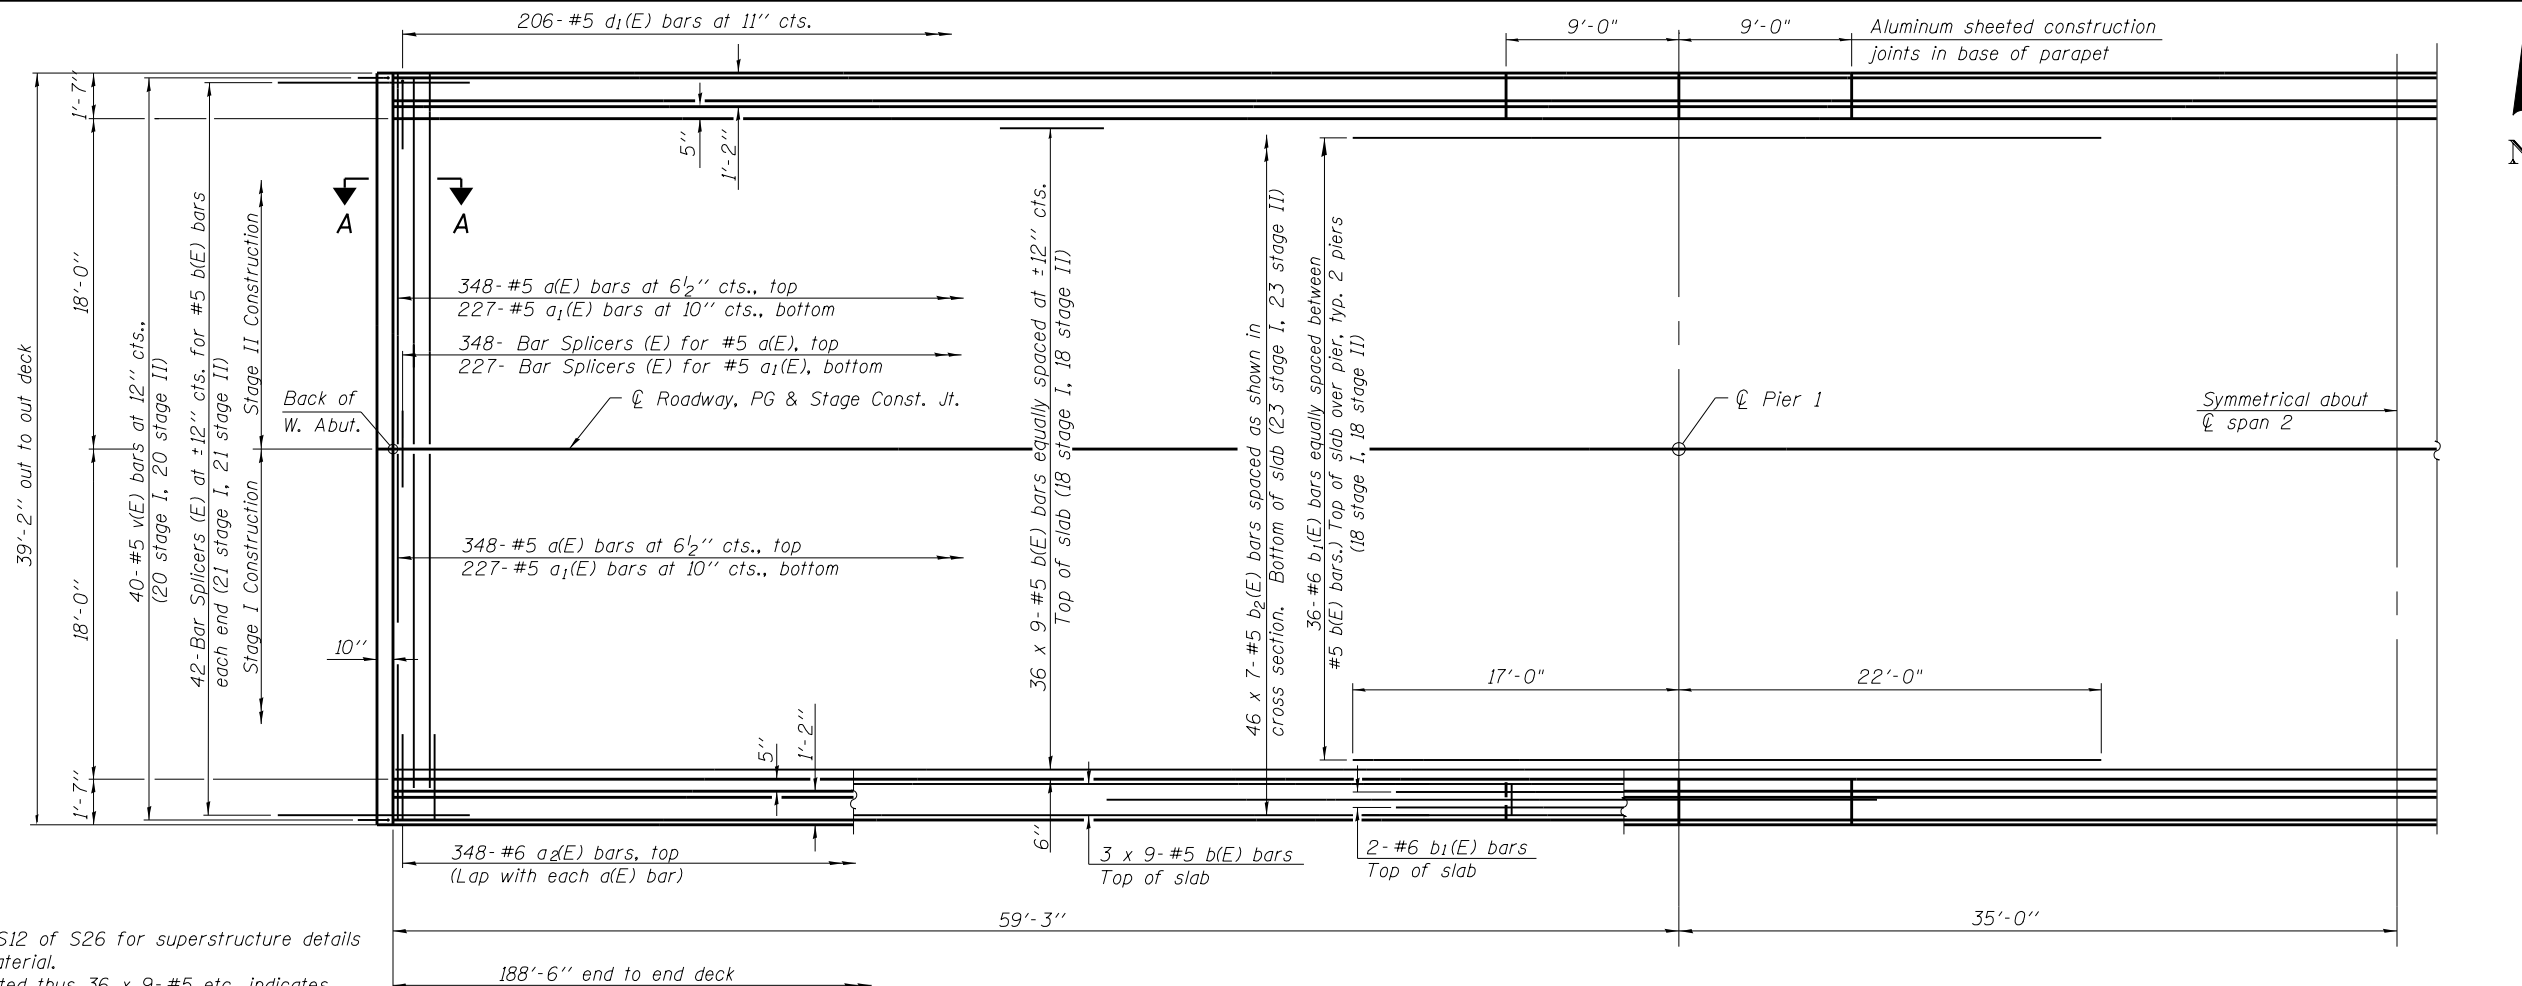 206-#5 d1(E) bars at 11'' cts.
9'-0"
9'-0"
Aluminum sheeted construction
joints in base of parapet
1'-7''
18'-0''
39'-2'' out to out deck
18'-0''
1'-7''
40-#5 v(E) bars at 12'' cts.,
(20 stage I, 20 stage II)
42-Bar Splicers (E) at ±12'' cts. for #5 b(E) bars
each end (21 stage I, 21 stage II)
Stage II Construction
Stage I Construction
A
A
5''
1'-2''
348-#5 a(E) bars at 6½'' cts., top
227-#5 a1(E) bars at 10'' cts., bottom
348- Bar Splicers (E) for #5 a(E), top
227- Bar Splicers (E) for #5 a1(E), bottom
Back of
W. Abut.
℄ Roadway, PG & Stage Const. Jt.
348-#5 a(E) bars at 6½'' cts., top
227-#5 a1(E) bars at 10'' cts., bottom
10''
36 x 9-#5 b(E) bars equally spaced at ±12'' cts.
Top of slab (18 stage I, 18 stage II)
46 x 7-#5 b2(E) bars spaced as shown in
cross section. Bottom of slab (23 stage I, 23 stage II)
36-#6 b1(E) bars equally spaced between
#5 b(E) bars.) Top of slab over pier, typ. 2 piers
(18 stage I, 18 stage II)
℄ Pier 1
Symmetrical about
℄ span 2
N
17'-0"
22'-0"
5''
1'-2''
6''
348-#6 a2(E) bars, top
(Lap with each a(E) bar)
3 x 9-#5 b(E) bars
Top of slab
2-#6 b1(E) bars
Top of slab
59'-3''
35'-0''
S12 of S26 for superstructure details
188'-6'' end to end deck
thus 36 x 9-#5 etc. indicates